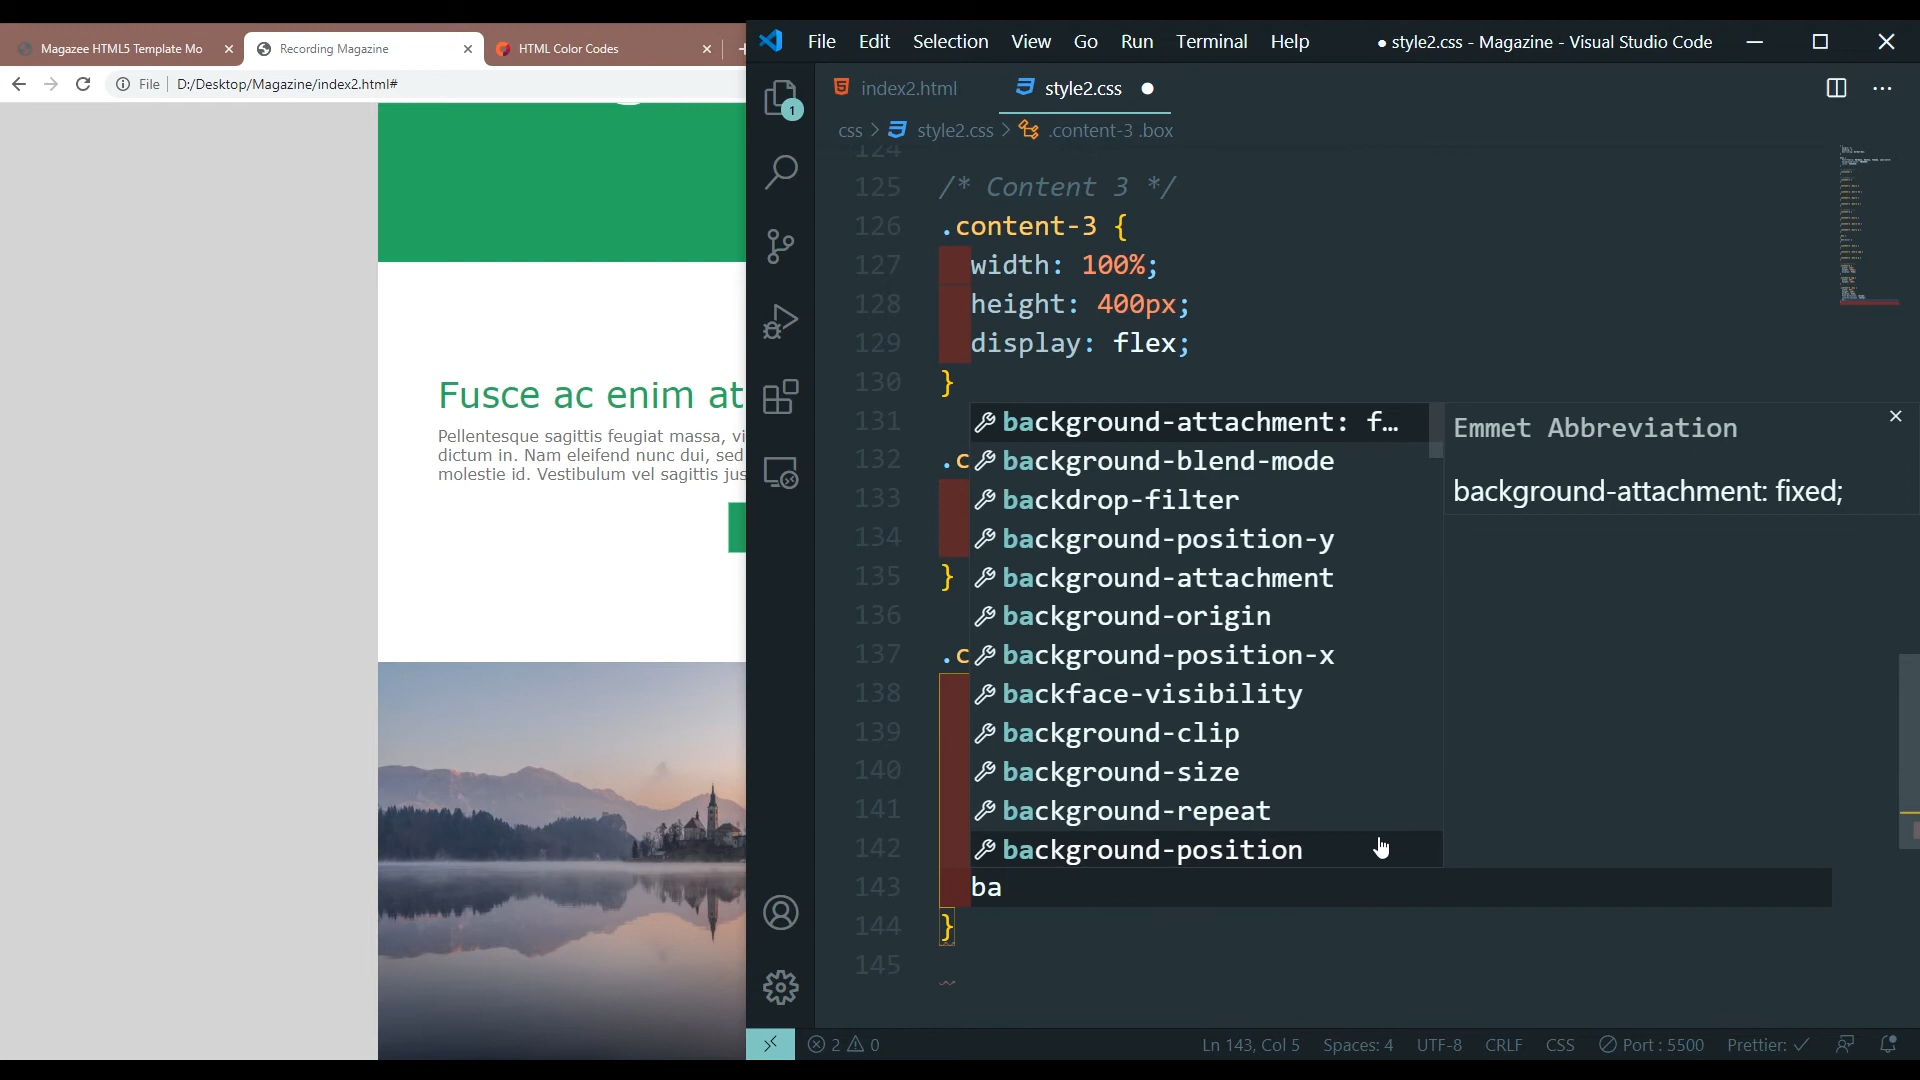 Magazee HTML5 Template Mo
Recording Magazine
HTML Color Codes
File
D:/Desktop/Magazine/index2.html#
Fusce ac enim at
Pellentesque sagittis feugiat massa, vi
dictum in. Nam eleifend nunc dui, sed
molestie id. Vestibulum vel sagittis jus
File Edit Selection View Go Run Terminal Help
● style2.css - Magazine - Visual Studio Code
1
index2.html
style2.css
css > style2.css > .content-3 .box
124
125 /* Content 3 */
126 .content-3 {
127 width: 100%;
128 height: 400px;
129 display: flex;
130 }
131
132 .c
133
134
135 }
136
137 .c
138
139
140
141
142
143 ba
144 }
145
background-attachment: f…
background-blend-mode
backdrop-filter
background-position-y
background-attachment
background-origin
background-position-x
backface-visibility
background-clip
background-size
background-repeat
background-position
Emmet Abbreviation
background-attachment: fixed;
2 0
Ln 143, Col 5
Spaces: 4
UTF-8
CRLF
CSS
Port : 5500
Prettier: ✓